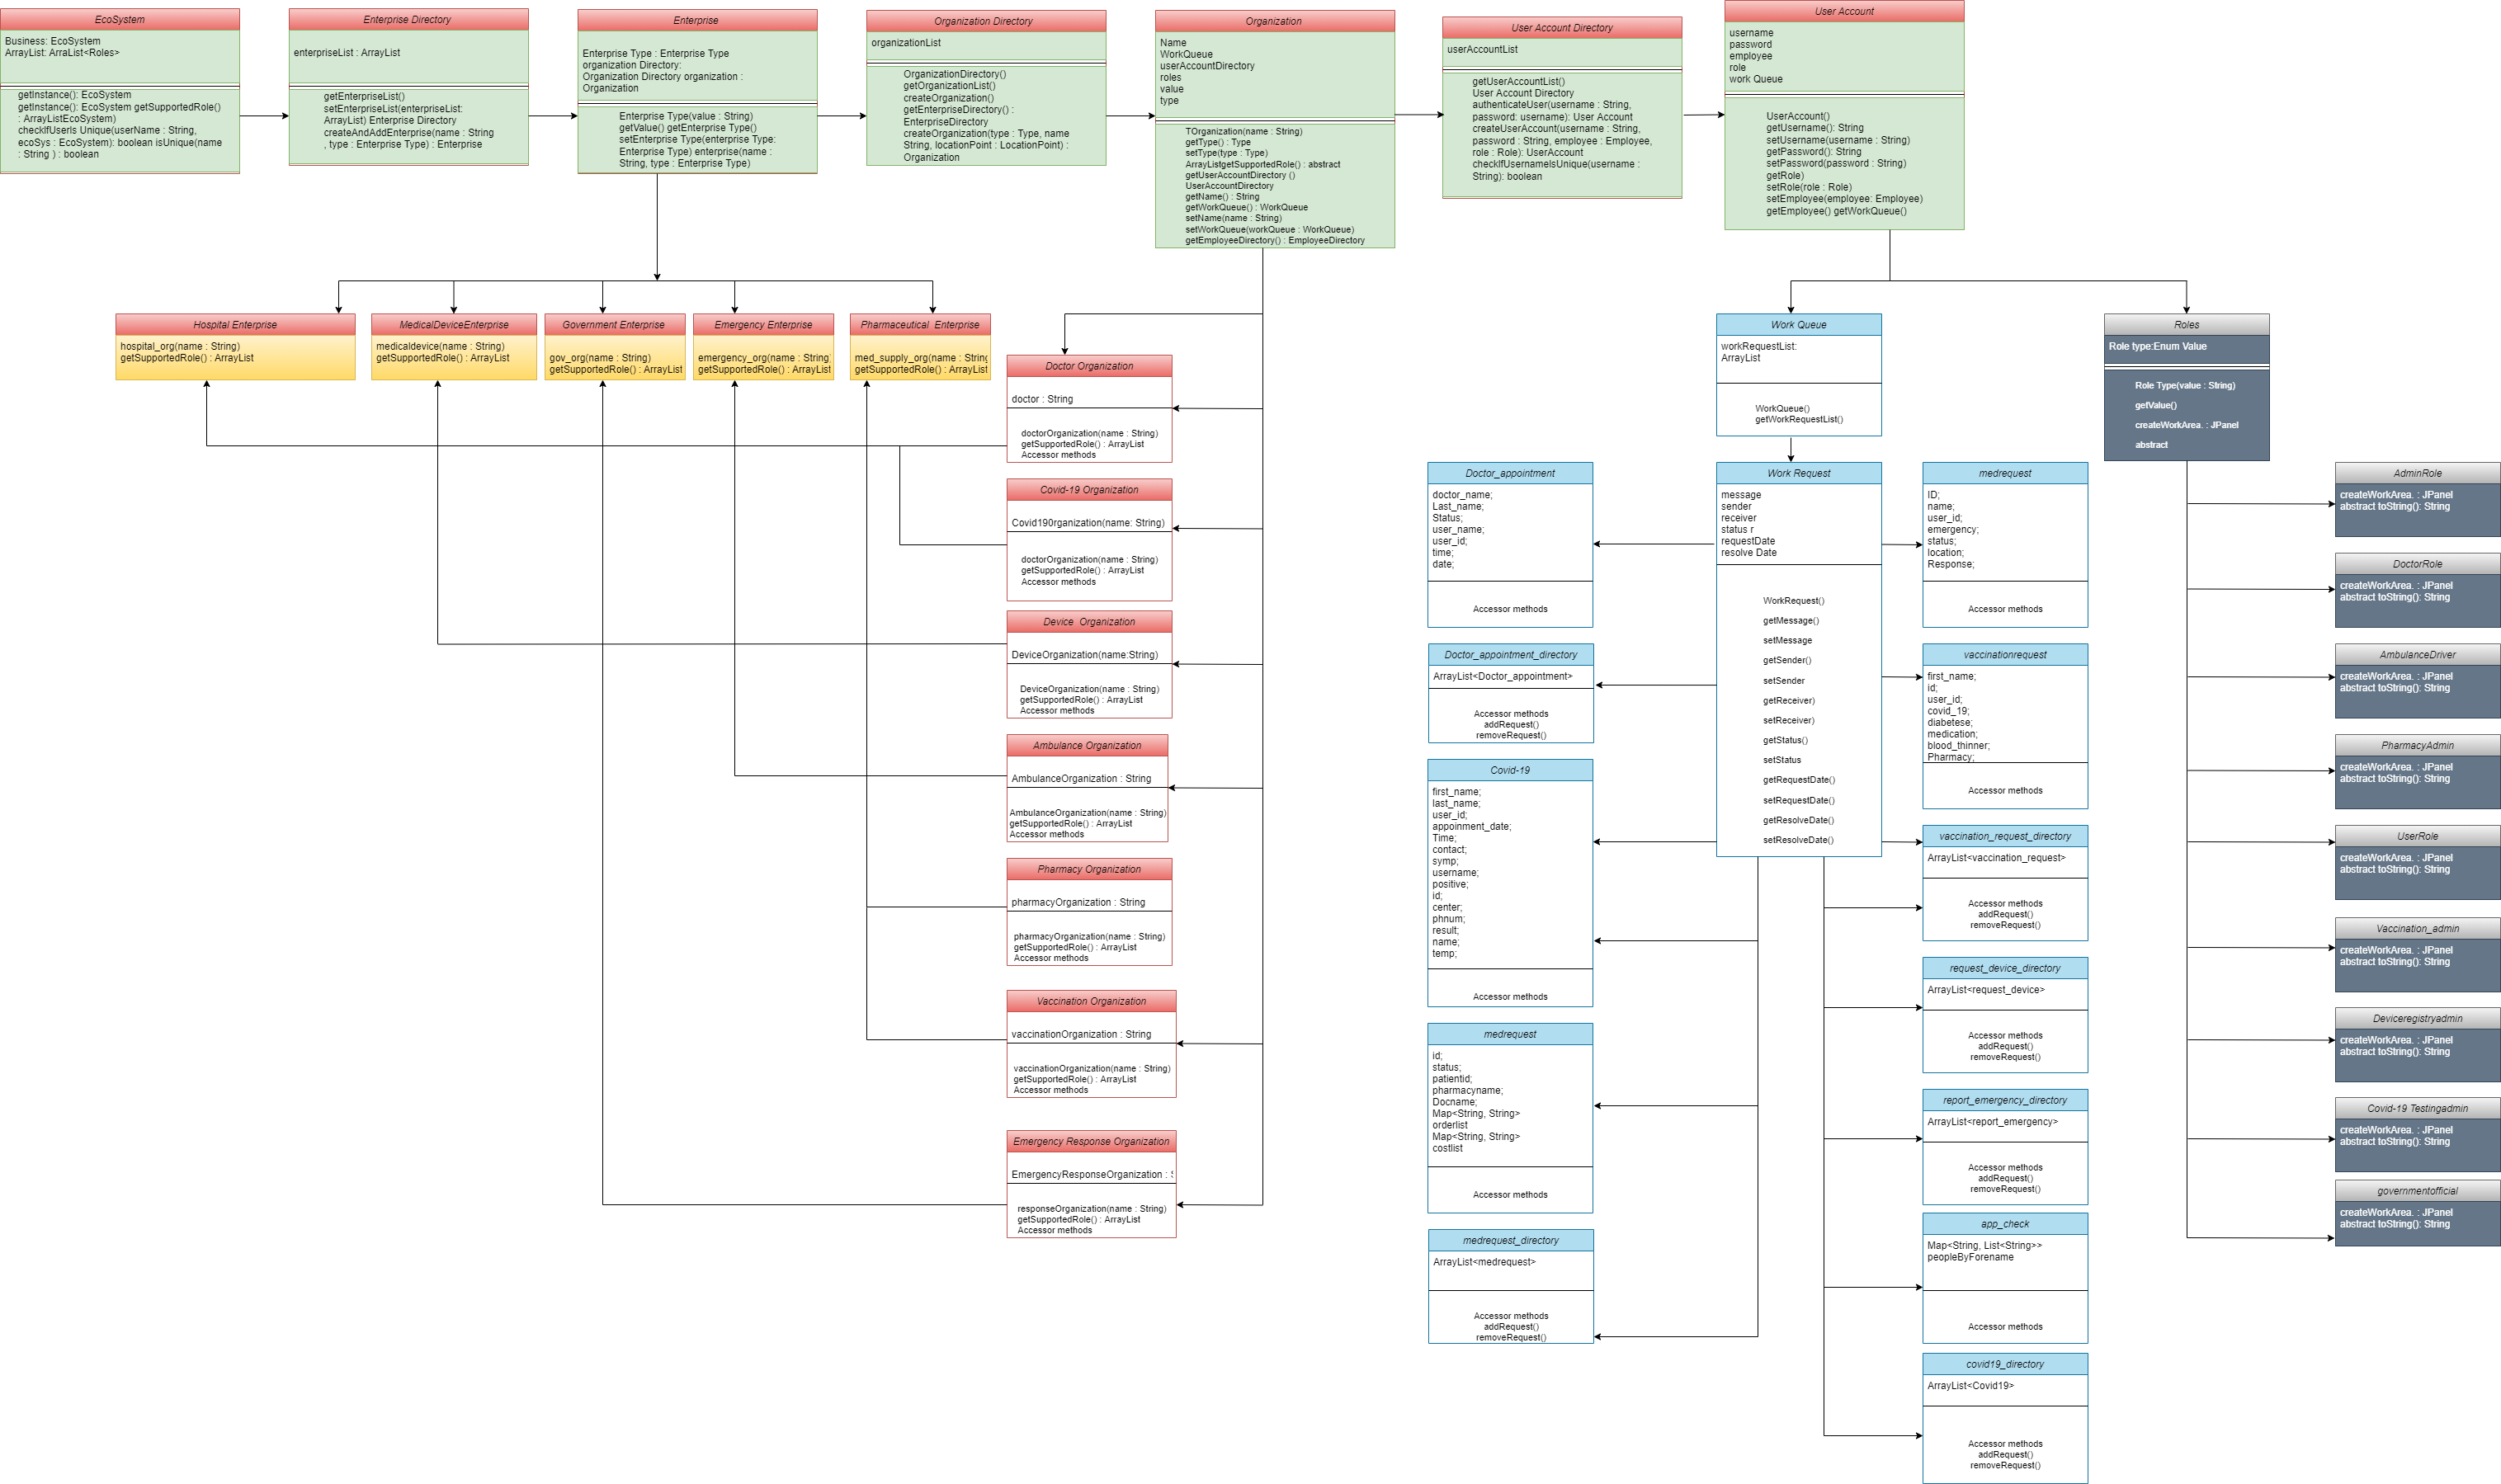 EcoSystem
Business: EcoSystem
ArrayList: ArraList<Roles>
getInstance(): EcoSystem
getInstance(): EcoSystem getSupportedRole()
: ArrayListEcoSystem)
checkIfUserIs Unique(userName : String,
ecoSys : EcoSystem): boolean isUnique(name
: String ) : boolean
Enterprise Directory
enterpriseList : ArrayList
getEnterpriseList()
setEnterpriseList(enterpriseList:
ArrayList) Enterprise Directory
createAndAddEnterprise(name : String
, type : Enterprise Type) : Enterprise
Enterprise
Enterprise Type : Enterprise Type
organization Directory:
Organization Directory organization :
Organization
Enterprise Type(value : String)
getValue() getEnterprise Type()
setEnterprise Type(enterprise Type:
Enterprise Type) enterprise(name :
String, type : Enterprise Type)
Organization Directory
organizationList
OrganizationDirectory()
getOrganizationList()
createOrganization()
getEnterpriseDirectory() :
EnterpriseDirectory
createOrganization(type : Type, name
String, locationPoint : LocationPoint) :
Organization
Organization
Name
WorkQueue
userAccountDirectory
roles
value
type
TOrganization(name : String)
getType() : Type
setType(type : Type)
ArrayListgetSupportedRole() : abstract
getUserAccountDirectory ()
UserAccountDirectory
getName() : String
getWorkQueue() : WorkQueue
setName(name : String)
setWorkQueue(workQueue : WorkQueue)
getEmployeeDirectory() : EmployeeDirectory
User Account Directory
userAccountList
getUserAccountList()
User Account Directory
authenticateUser(username : String,
password: username): User Account
createUserAccount(username : String,
password : String, employee : Employee,
role : Role): UserAccount
checkIfUsernameIsUnique(username :
String): boolean
User Account
username
password
employee
role
work Queue
UserAccount()
getUsername(): String
setUsername(username : String)
getPassword(): String
setPassword(password : String)
getRole)
setRole(role : Role)
setEmployee(employee: Employee)
getEmployee() getWorkQueue()
Hospital Enterprise
hospital_org(name : String)
getSupportedRole() : ArrayList
MedicalDeviceEnterprise
medicaldevice(name : String)
getSupportedRole() : ArrayList
Government Enterprise
gov_org(name : String)
getSupportedRole() : ArrayList
Emergency Enterprise
emergency_org(name : String)
getSupportedRole() : ArrayList
Pharmaceutical  Enterprise
med_supply_org(name : String
getSupportedRole() : ArrayList
Doctor Organization
doctor : String
doctorOrganization(name : String)
getSupportedRole() : ArrayList
Accessor methods
Covid-19 Organization
Covid190rganization(name: String)
doctorOrganization(name : String)
getSupportedRole() : ArrayList
Accessor methods
Device  Organization
DeviceOrganization(name:String)
DeviceOrganization(name : String)
getSupportedRole() : ArrayList
Accessor methods
Ambulance Organization
AmbulanceOrganization : String
AmbulanceOrganization(name : String)
getSupportedRole() : ArrayList
Accessor methods
Pharmacy Organization
pharmacyOrganization : String
pharmacyOrganization(name : String)
getSupportedRole() : ArrayList
Accessor methods
Vaccination Organization
vaccinationOrganization : String
vaccinationOrganization(name : String)
getSupportedRole() : ArrayList
Accessor methods
Emergency Response Organization
EmergencyResponseOrganization :
responseOrganization(name : String)
getSupportedRole() : ArrayList
Accessor methods
Work Queue
workRequestList:
ArrayList
WorkQueue()
getWorkRequestList()
Work Request
message
sender
receiver
status r
requestDate
resolve Date
WorkRequest()
getMessage()
setMessage
getSender()
setSender
getReceiver)
setReceiver)
getStatus()
setStatus
getRequestDate()
setRequestDate()
getResolveDate()
setResolveDate()
Doctor_appointment
doctor_name;
Last_name;
Status;
user_name;
user_id;
time;
date;
Accessor methods
Doctor_appointment_directory
ArrayList<Doctor_appointment>
Accessor methods
addRequest()
removeRequest()
Covid-19
first_name;
last_name;
user_id;
appoinment_date;
Time;
contact;
symp;
username;
positive;
id;
center;
phnum;
result;
name;
temp;
Accessor methods
medrequest
id;
status;
patientid;
pharmacyname;
Docname;
Map<String, String>
orderlist
Map<String, String>
costlist
Accessor methods
medrequest_directory
ArrayList<medrequest>
Accessor methods
addRequest()
removeRequest()
medrequest
ID;
name;
user_id;
emergency;
status;
location;
Response;
Accessor methods
vaccinationrequest
first_name;
id;
user_id;
covid_19;
diabetese;
medication;
blood_thinner;
Pharmacy;
Accessor methods
vaccination_request_directory
ArrayList<vaccination_request>
Accessor methods
addRequest()
removeRequest()
request_device_directory
ArrayList<request_device>
Accessor methods
addRequest()
removeRequest()
report_emergency_directory
ArrayList<report_emergency>
Accessor methods
addRequest()
removeRequest()
app_check
Map<String, List<String>>
peopleByForename
Accessor methods
covid19_directory
ArrayList<Covid19>
Accessor methods
addRequest()
removeRequest()
Roles
Role type:Enum Value
Role Type(value : String)
getValue()
createWorkArea. : JPanel
abstract
AdminRole
createWorkArea. : JPanel
abstract toString(): String
DoctorRole
createWorkArea. : JPanel
abstract toString(): String
AmbulanceDriver
createWorkArea. : JPanel
abstract toString(): String
PharmacyAdmin
createWorkArea. : JPanel
abstract toString(): String
UserRole
createWorkArea. : JPanel
abstract toString(): String
Vaccination_admin
createWorkArea. : JPanel
abstract toString(): String
Deviceregistryadmin
createWorkArea. : JPanel
abstract toString(): String
Covid-19 Testingadmin
createWorkArea. : JPanel
abstract toString(): String
governmentofficial
createWorkArea. : JPanel
abstract toString(): String